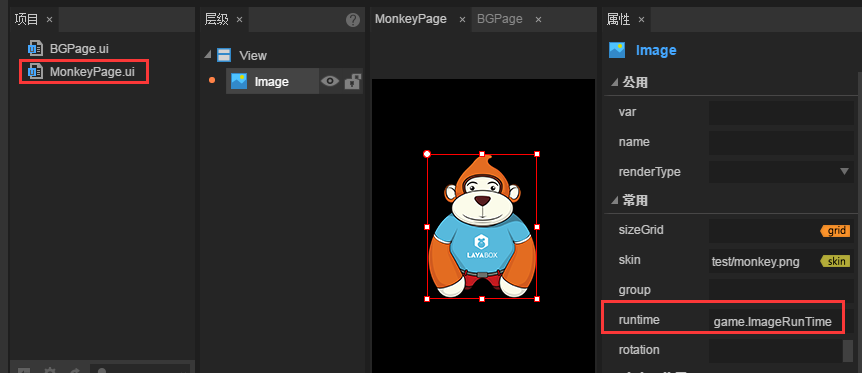 项目 ×
BGPage.ui
MonkeyPage.ui
层级 × ?
View
Image
MonkeyPage × BGPage ×
LAYABOX
属性 ×
Image
公用
var
name
renderType
常用
sizeGrid grid
skin test/monkey.png skin
group
runtime game.ImageRunTime
rotation